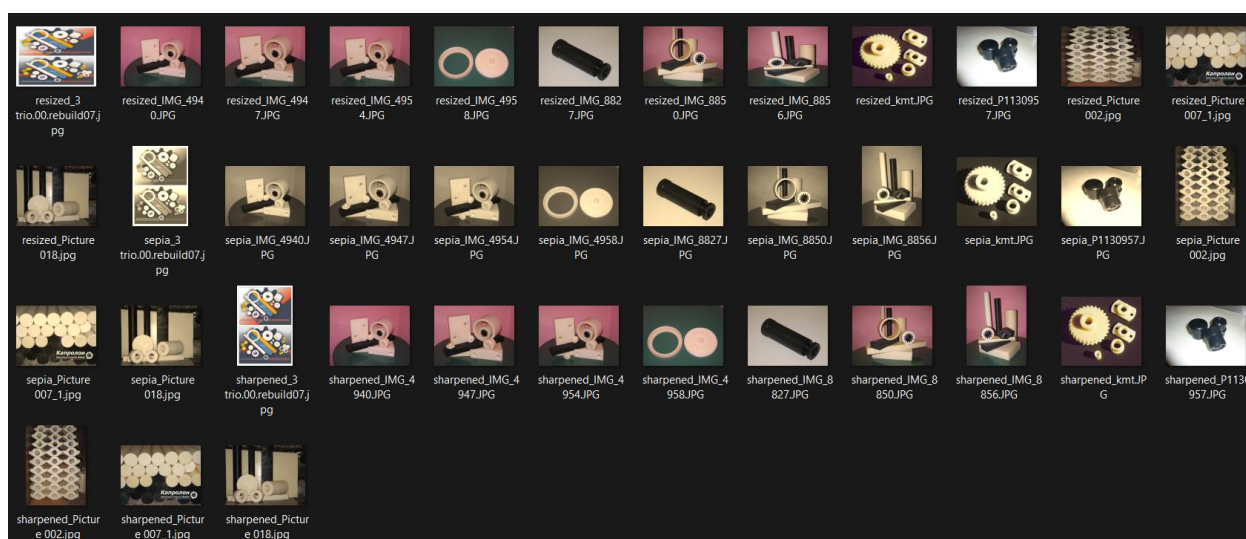 resized_3
trio.00.rebuild07.j
pg
resized_IMG_494
0.JPG
resized_IMG_494
7.JPG
resized_IMG_495
4.JPG
resized_IMG_495
8.JPG
resized_IMG_882
7.JPG
resized_IMG_885
0.JPG
resized_IMG_885
6.JPG
resized_kmt.JPG
resized_P113095
7.JPG
resized_Picture
002.jpg
Капролон
resized_Picture
007_1.jpg
resized_Picture
018.jpg
sepia_3
trio.00.rebuild07.j
pg
sepia_IMG_4940.J
PG
sepia_IMG_4947.J
PG
sepia_IMG_4954.J
PG
sepia_IMG_4958.J
PG
sepia_IMG_8827.J
PG
sepia_IMG_8850.J
PG
sepia_IMG_8856.J
PG
sepia_kmt.JPG
sepia_P1130957.J
PG
sepia_Picture
002.jpg
Капролон
sepia_Picture
007_1.jpg
sepia_Picture
018.jpg
sharpened_3
trio.00.rebuild07.j
pg
sharpened_IMG_4
940.JPG
sharpened_IMG_4
947.JPG
sharpened_IMG_4
954.JPG
sharpened_IMG_4
958.JPG
sharpened_IMG_8
827.JPG
sharpened_IMG_8
850.JPG
sharpened_IMG_8
856.JPG
sharpened_kmt.JP
G
sharpened_P1130
957.JPG
sharpened_Pictur
e 002.jpg
Капролон
sharpened_Pictur
e 007_1.jpg
sharpened_Pictur
e 018.jpg